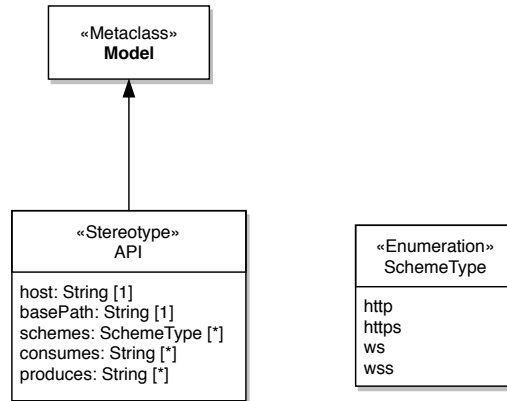 «Metaclass»
Model
«Stereotype»
API
host: String [1]
basePath: String [1]
schemes: SchemeType [*]
consumes: String [*]
produces: String [*]
«Enumeration»
SchemeType
http
https
ws
wss